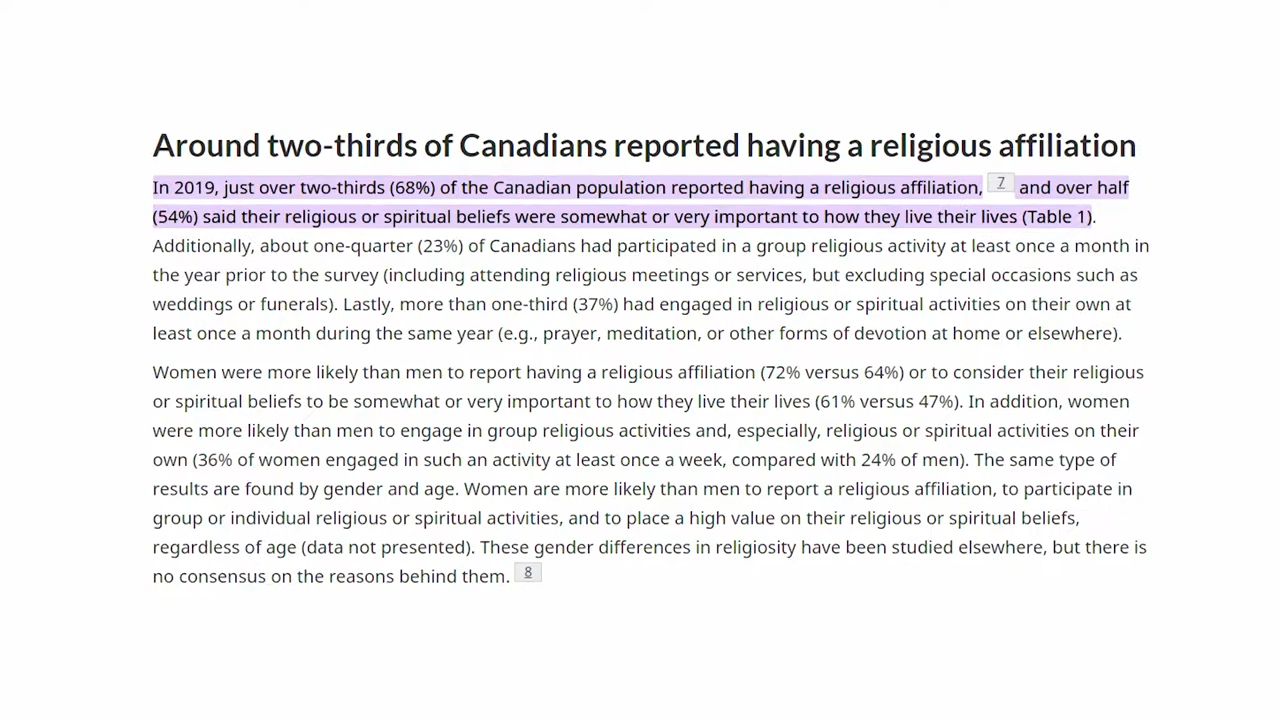 Around two-thirds of Canadians reported having a religious affiliation
In 2019, just over two-thirds (68%) of the Canadian population reported having a religious affiliation, 7 and over half
(54%) said their religious or spiritual beliefs were somewhat or very important to how they live their lives (Table 1).
Additionally, about one-quarter (23%) of Canadians had participated in a group religious activity at least once a month in
the year prior to the survey (including attending religious meetings or services, but excluding special occasions such as
weddings or funerals). Lastly, more than one-third (37%) had engaged in religious or spiritual activities on their own at
least once a month during the same year (e.g., prayer, meditation, or other forms of devotion at home or elsewhere).
Women were more likely than men to report having a religious affiliation (72% versus 64%) or to consider their religious
or spiritual beliefs to be somewhat or very important to how they live their lives (61% versus 47%). In addition, women
were more likely than men to engage in group religious activities and, especially, religious or spiritual activities on their
own (36% of women engaged in such an activity at least once a week, compared with 24% of men). The same type of
results are found by gender and age. Women are more likely than men to report a religious affiliation, to participate in
group or individual religious or spiritual activities, and to place a high value on their religious or spiritual beliefs,
regardless of age (data not presented). These gender differences in religiosity have been studied elsewhere, but there is
no consensus on the reasons behind them. 8